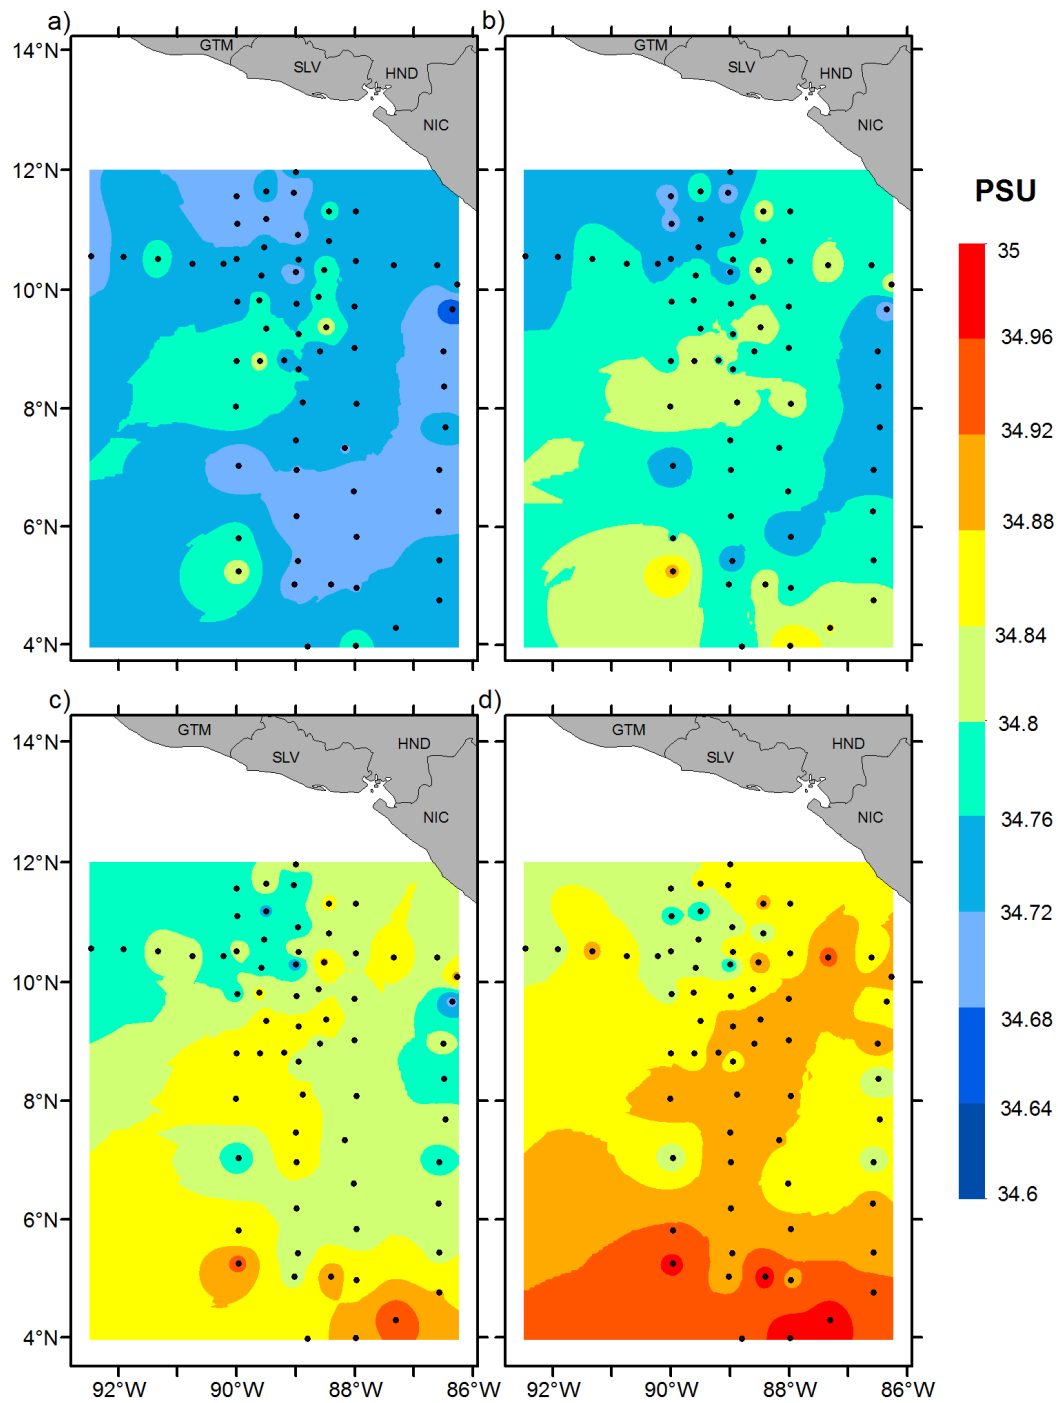 a)
b)
14°N
GTM
SLV
HND
NIC
GTM
SLV
HND
NIC
12°N
10°N
8°N
6°N
4°N
PSU
35
34.96
34.92
34.88
34.84
34.8
34.76
34.72
34.68
34.64
34.6
c)
d)
14°N
GTM
SLV
HND
NIC
GTM
SLV
HND
NIC
12°N
10°N
8°N
6°N
4°N
92°W
90°W
88°W
86°W
92°W
90°W
88°W
86°W